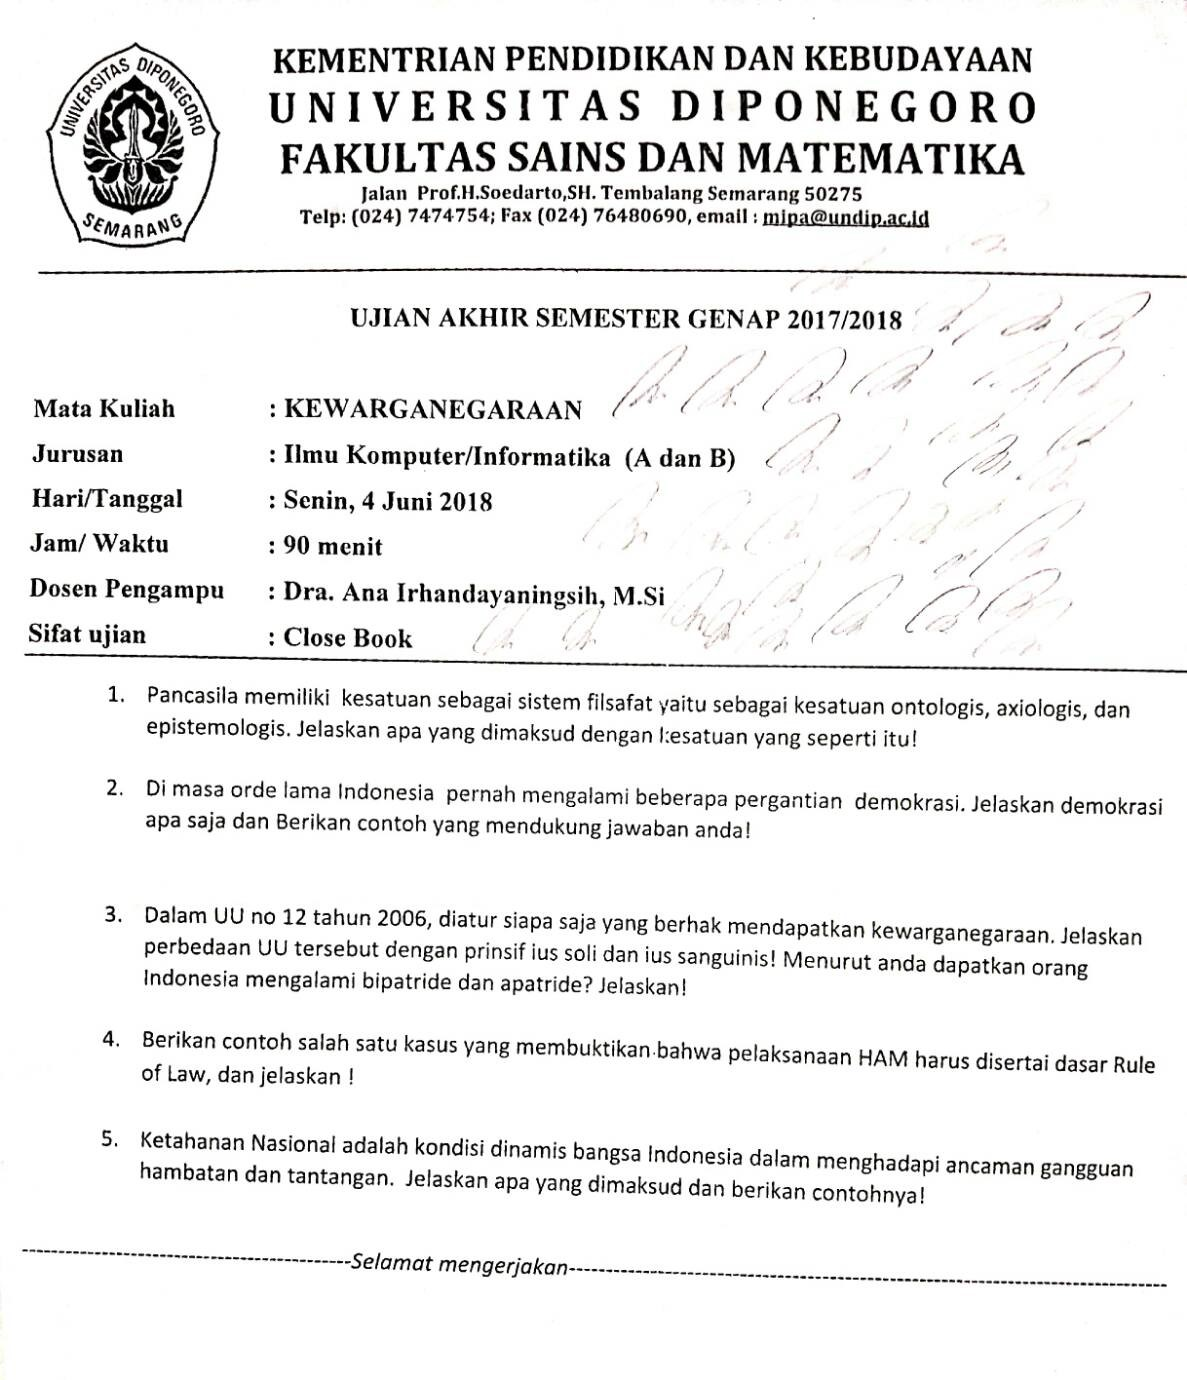 UNIVERSITAS DIPONEGORO
SEMARANG
KEMENTRIAN PENDIDIKAN DAN KEBUDAYAAN
UNIVERSITAS DIPONEGORO
FAKULTAS SAINS DAN MATEMATIKA
Jalan Prof.H.Soedarto,SH. Tembalang Semarang 50275
Telp: (024) 7474754; Fax (024) 76480690, email : mipa@undip.ac.id
UJIAN AKHIR SEMESTER GENAP 2017/2018
Mata Kuliah : KEWARGANEGARAAN
Jurusan : Ilmu Komputer/Informatika (A dan B)
Hari/Tanggal : Senin, 4 Juni 2018
Jam/ Waktu : 90 menit
Dosen Pengampu : Dra. Ana Irhandayaningsih, M.Si
Sifat ujian : Close Book
1. Pancasila memiliki kesatuan sebagai sistem filsafat yaitu sebagai kesatuan ontologis, axiologis, dan
epistemologis. Jelaskan apa yang dimaksud dengan kesatuan yang seperti itu!
2. Di masa orde lama Indonesia pernah mengalami beberapa pergantian demokrasi. Jelaskan demokrasi
apa saja dan Berikan contoh yang mendukung jawaban anda!
3. Dalam UU no 12 tahun 2006, diatur siapa saja yang berhak mendapatkan kewarganegaraan. Jelaskan
perbedaan UU tersebut dengan prinsif ius soli dan ius sanguinis! Menurut anda dapatkan orang
Indonesia mengalami bipatride dan apatride? Jelaskan!
4. Berikan contoh salah satu kasus yang membuktikan bahwa pelaksanaan HAM harus disertai dasar Rule
of Law, dan jelaskan !
5. Ketahanan Nasional adalah kondisi dinamis bangsa Indonesia dalam menghadapi ancaman gangguan
hambatan dan tantangan. Jelaskan apa yang dimaksud dan berikan contohnya!
--------------------------------------------Selamat mengerjakan--------------------------------------------